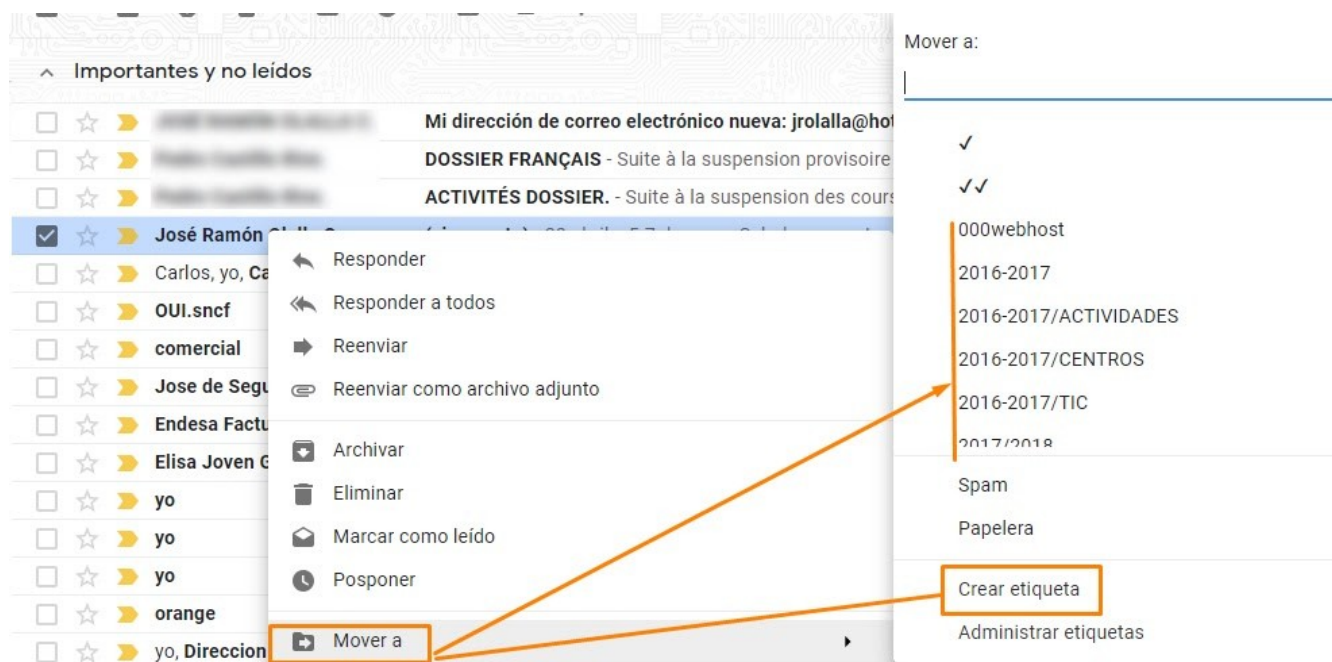 Importantes y no leídos
Mi dirección de correo electrónico nueva: jrolalla@hot
DOSSIER FRANÇAIS - Suite à la suspension provisoire
ACTIVITÉS DOSSIER. - Suite à la suspension des cours
José Ramón
Carlos, yo, Ca
OUI.sncf
comercial
Jose de Segu
Endesa Factu
Elisa Joven G
yo
yo
yo
orange
yo, Direccion
Responder
Responder a todos
Reenviar
Reenviar como archivo adjunto
Archivar
Eliminar
Marcar como leído
Posponer
Mover a
Mover a:
✓
✓✓
000webhost
2016-2017
2016-2017/ACTIVIDADES
2016-2017/CENTROS
2016-2017/TIC
2017/2018
Spam
Papelera
Crear etiqueta
Administrar etiquetas